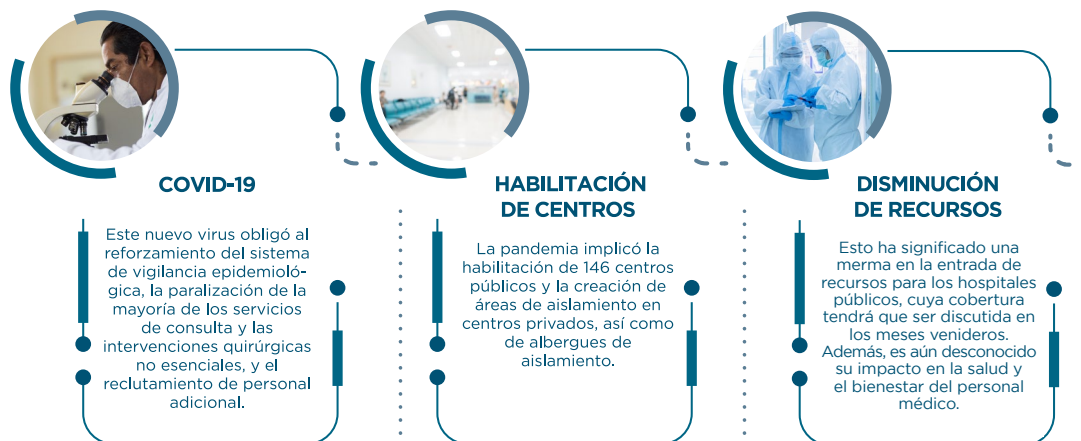 COVID-19
Este nuevo virus obligó al
reforzamiento del sistema
de vigilancia epidemioló-
gica, la paralización de la
mayoría de los servicios
de consulta y las
intervenciones quirúrgicas
no esenciales, y el
reclutamiento de personal
adicional.
HABILITACIÓN
DE CENTROS
La pandemia implicó la
habilitación de 146 centros
públicos y la creación de
áreas de aislamiento en
centros privados, así como
de albergues de
aislamiento.
DISMINUCIÓN
DE RECURSOS
Esto ha significado una
merma en la entrada de
recursos para los hospitales
públicos, cuya cobertura
tendrá que ser discutida en
los meses venideros.
Además, es aún desconocido
su impacto en la salud y
el bienestar del personal
médico.